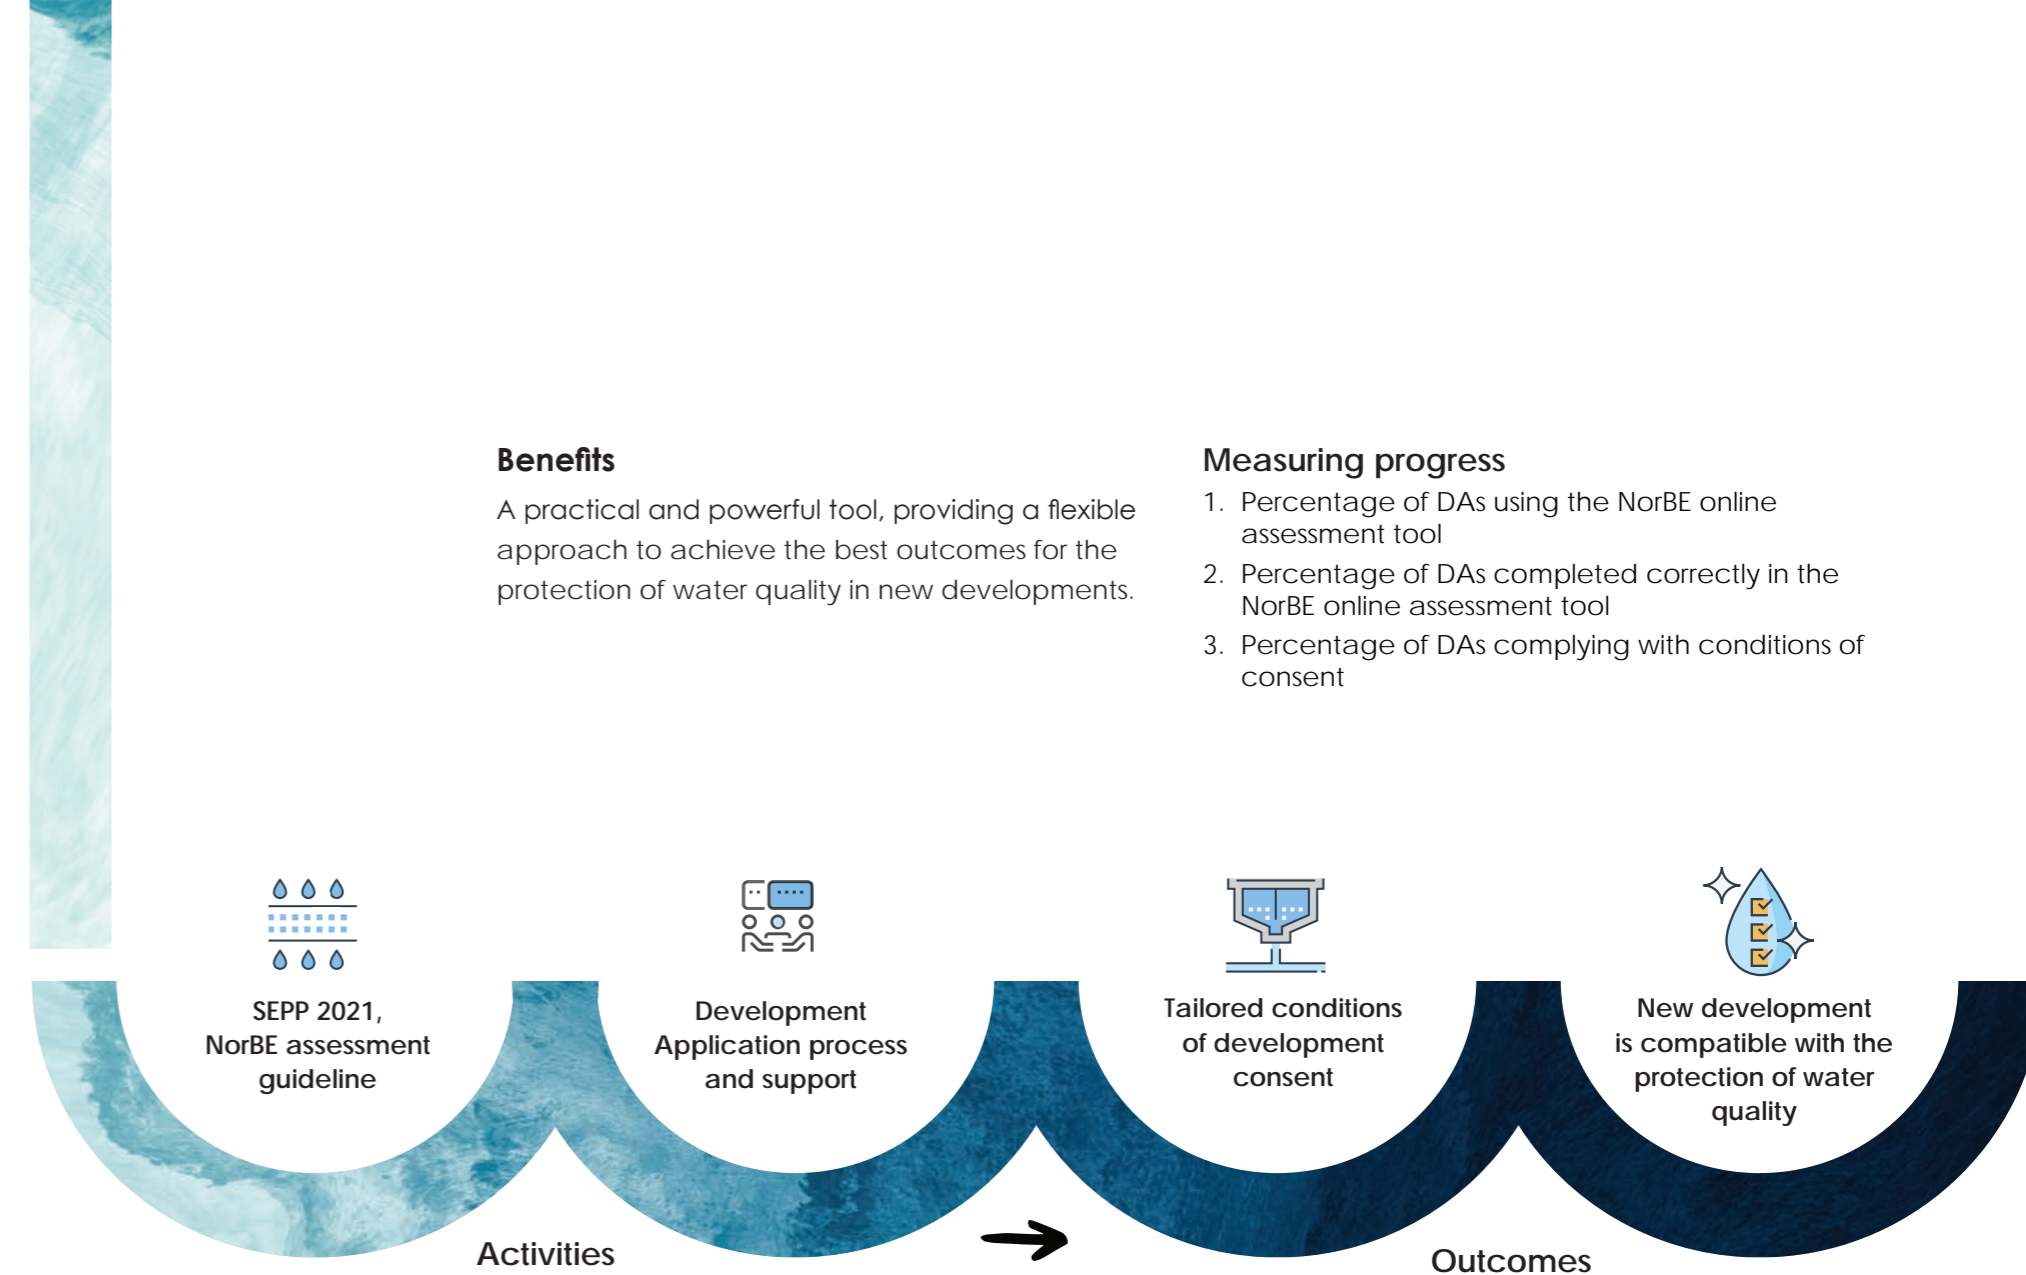 Benefits
A practical and powerful tool, providing a flexible
approach to achieve the best outcomes for the
protection of water quality in new developments.
Measuring progress
1. Percentage of DAs using the NorBE online
assessment tool
2. Percentage of DAs completed correctly in the
NorBE online assessment tool
3. Percentage of DAs complying with conditions of
consent
SEPP 2021,
NorBE assessment
guideline
Development
Application process
and support
Tailored conditions
of development
consent
New development
is compatible with the
protection of water
quality
Activities
Outcomes